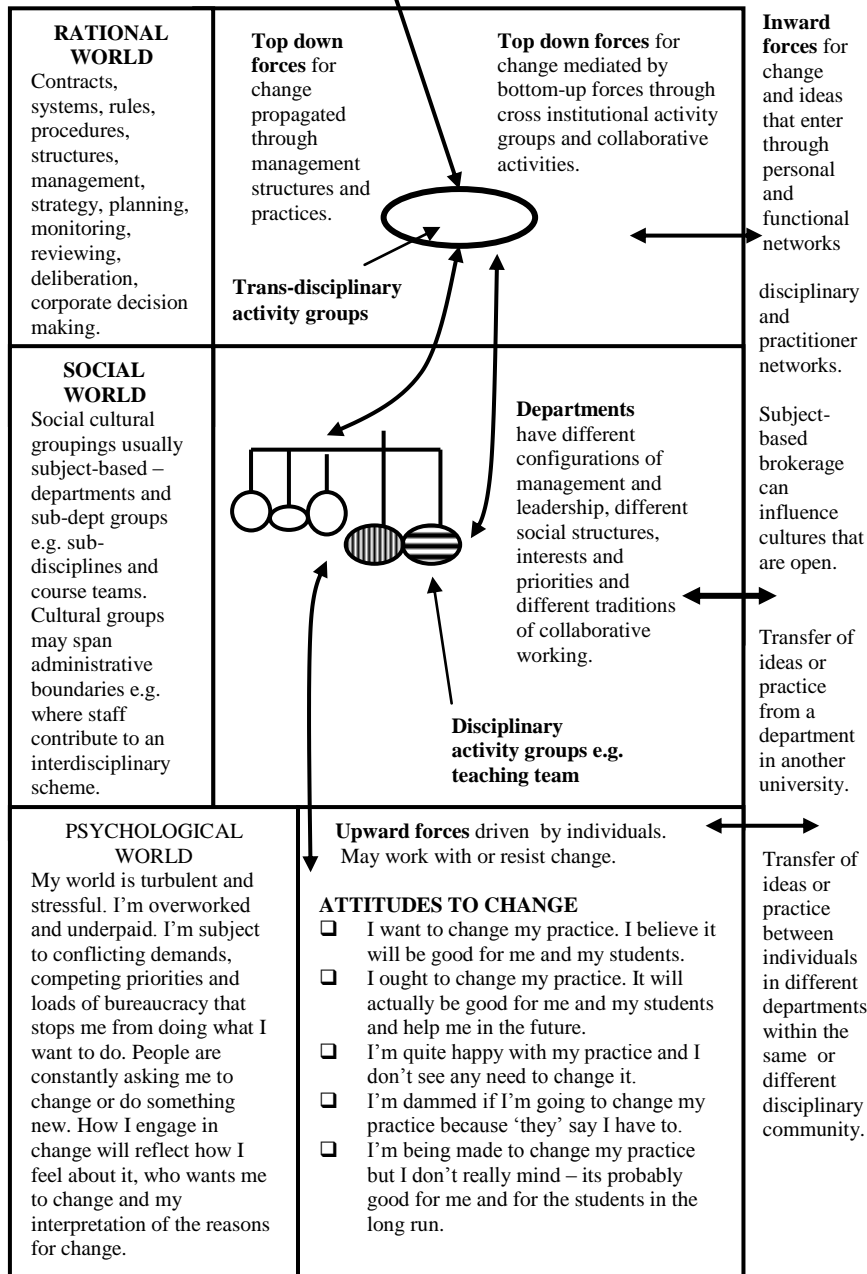 RATIONAL
WORLD
Contracts,
systems, rules,
procedures,
structures,
management,
strategy, planning,
monitoring,
reviewing,
deliberation,
corporate decision
making.
Top down
forces for
change
propagated
through
management
structures and
practices.
Top down forces for
change mediated by
bottom-up forces through
cross institutional activity
groups and collaborative
activities.
Trans-disciplinary
activity groups
Inward
forces for
change
and ideas
that enter
through
personal
and
functional
networks
disciplinary
and
practitioner
networks.
Subject-
based
brokerage
can
influence
cultures that
are open.
Transfer of
ideas or
practice
from a
department
in another
university.
Transfer of
ideas or
practice
between
individuals
in different
departments
within the
same or
different
disciplinary
community.
SOCIAL
WORLD
Social cultural
groupings usually
subject-based –
departments and
sub-dept groups
e.g. sub-
disciplines and
course teams.
Cultural groups
may span
administrative
boundaries e.g.
where staff
contribute to an
interdisciplinary
scheme.
Departments
have different
configurations of
management and
leadership, different
social structures,
interests and
priorities and
different traditions
of collaborative
working.
Disciplinary
activity groups e.g.
teaching team
PSYCHOLOGICAL
WORLD
My world is turbulent and
stressful. I’m overworked
and underpaid. I’m subject
to conflicting demands,
competing priorities and
loads of bureaucracy that
stops me from doing what I
want to do. People are
constantly asking me to
change or do something
new. How I engage in
change will reflect how I
feel about it, who wants me
to change and my
interpretation of the reasons
for change.
Upward forces driven by individuals.
May work with or resist change.
ATTITUDES TO CHANGE
❑ I want to change my practice. I believe it
will be good for me and my students.
❑ I ought to change my practice. It will
actually be good for me and my students
and help me in the future.
❑ I’m quite happy with my practice and I
don’t see any need to change it.
❑ I’m dammed if I’m going to change my
practice because ‘they’ say I have to.
❑ I’m being made to change my practice
but I don’t really mind – its probably
good for me and for the students in the
long run.